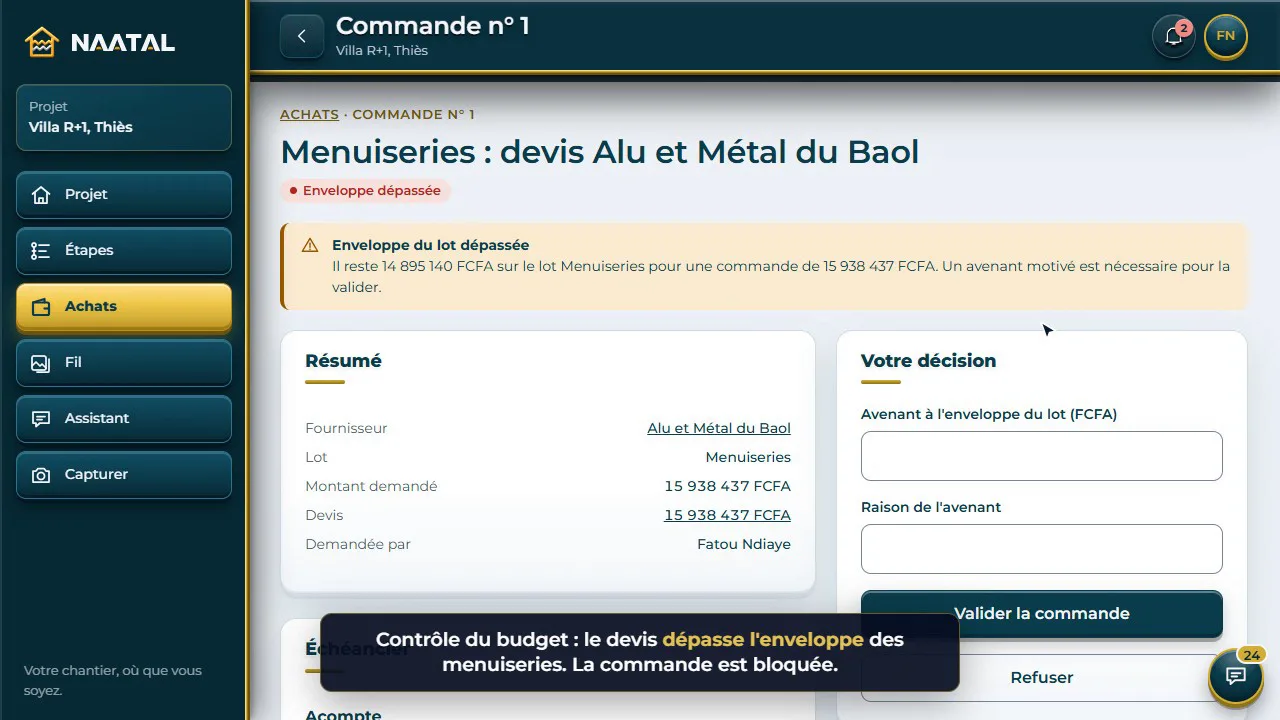 NAATAL
Projet
Villa R+1, Thiès
Projet
Étapes
Achats
Fil
Assistant
Capturer
Votre chantier, où que vous
soyez.
Commande n° 1
Villa R+1, Thiès
2
FN
ACHATS · COMMANDE N° 1
Menuiseries : devis Alu et Métal du Baol
Enveloppe dépassée
Enveloppe du lot dépassée
Il reste 14 895 140 FCFA sur le lot Menuiseries pour une commande de 15 938 437 FCFA. Un avenant motivé est nécessaire pour la
valider.
Résumé
Fournisseur Alu et Métal du Baol
Lot Menuiseries
Montant demandé 15 938 437 FCFA
Devis 15 938 437 FCFA
Demandée par Fatou Ndiaye
Échéancier
Acompte
Votre décision
Avenant à l'enveloppe du lot (FCFA)
Raison de l'avenant
Valider la commande
Refuser
24
Contrôle du budget : le devis dépasse l'enveloppe des
menuiseries. La commande est bloquée.